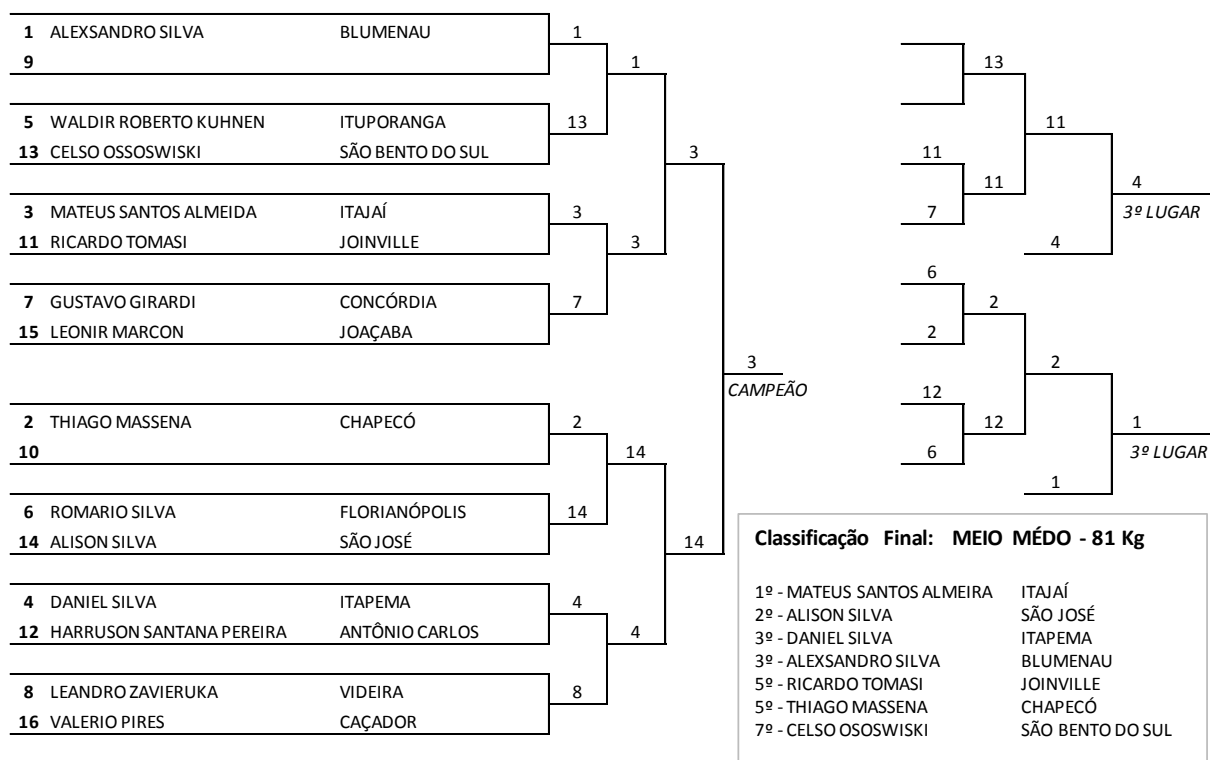 1 ALEXSANDRO SILVA BLUMENAU 1
9
1
13
5 WALDIR ROBERTO KUHNEN ITUPORANGA 13
13 CELSO OSSOSWISKI SÃO BENTO DO SUL
11
3
11
11
3 MATEUS SANTOS ALMEIDA ITAJAÍ 3
11 RICARDO TOMASI JOINVILLE
3
7
4
3º LUGAR
4
7 GUSTAVO GIRARDI CONCÓRDIA 7
15 LEONIR MARCON JOAÇABA
6
2
2
3
CAMPEÃO
2
2 THIAGO MASSENA CHAPECÓ 2
10
14
12
12
6
1
3º LUGAR
1
6 ROMARIO SILVA FLORIANÓPOLIS 14
14 ALISON SILVA SÃO JOSÉ
14
4 DANIEL SILVA ITAPEMA 4
12 HARRUSON SANTANA PEREIRA ANTÔNIO CARLOS
4
8 LEANDRO ZAVIERUKA VIDEIRA 8
16 VALERIO PIRES CAÇADOR
Classificação Final: MEIO MÉDO - 81 Kg
1º - MATEUS SANTOS ALMEIRA ITAJAÍ
2º - ALISON SILVA SÃO JOSÉ
3º - DANIEL SILVA ITAPEMA
3º - ALEXSANDRO SILVA BLUMENAU
5º - RICARDO TOMASI JOINVILLE
5º - THIAGO MASSENA CHAPECÓ
7º - CELSO OSOSWISKI SÃO BENTO DO SUL